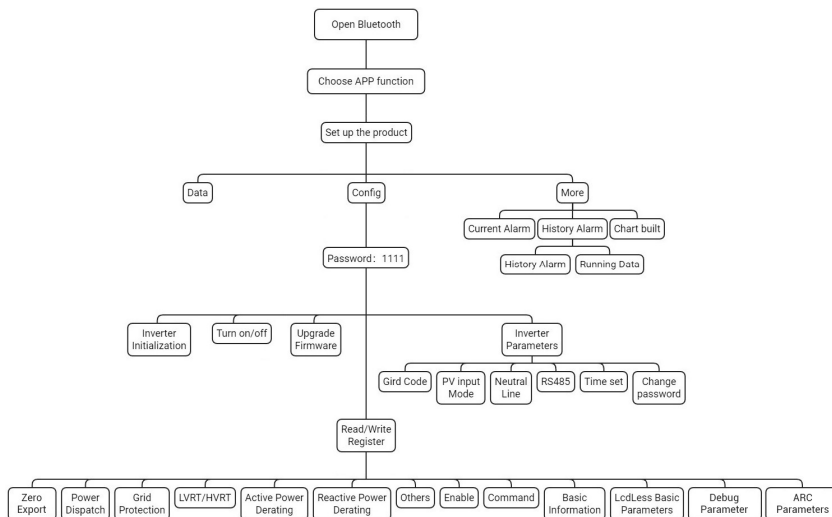 Open Bluetooth
Choose APP function
Set up the product
Data
Config
More
Current Alarm
History Alarm
Chart built
Password： 1111
History Alarm
Running Data
Inverter
Initialization
Turn on/off
Upgrade
Firmware
Inverter
Parameters
Gird Code
PV input
Mode
Neutral
Line
RS485
Time set
Change
password
Read/Write
Register
Zero
Export
Power
Dispatch
Grid
Protection
LVRT/HVRT
Active Power
Derating
Reactive Power
Derating
Others
Enable
Command
Basic
Information
LcdLess Basic
Parameters
Debug
Parameter
ARC
Parameters